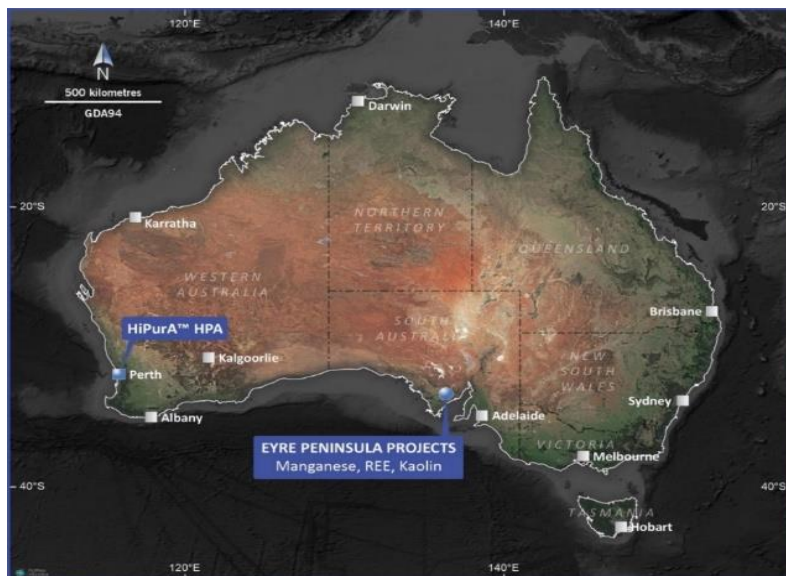 120°E
140°E
N
500 kilometres
GDA94
Darwin
20°S
20°S
Karratha
NORTHERN
TERRITORY
QUEENSLAND
WESTERN
AUSTRALIA
HiPurA™ HPA
SOUTH
AUSTRALIA
Brisbane
Perth
Kalgoorlie
NEW
SOUTH
WALES
Albany
Adelaide
Sydney
EYRE PENINSULA PROJECTS
Manganese, REE, Kaolin
VICTORIA
Melbourne
40°S
40°S
TASMANIA
Hobart
120°E
140°E